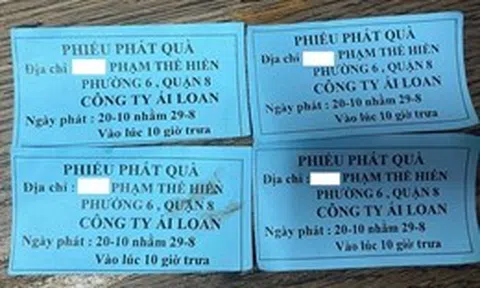 PHIẾU PHÁT QUÀ
Địa chỉ PHẠM THẾ HIỂN
PHƯỜNG 6 , QUẬN 8
CÔNG TY ÁI LOAN
Ngày phát : 20-10 nhằm 29-8
Vào lúc 10 giờ trưa
PHIẾU PHÁT QUÀ
Địa chỉ PHẠM THẾ HIỂN
PHƯỜNG 6 , QUẬN 8
CÔNG TY ÁI LOAN
Ngày phát : 20-10 nhằm 29-8
Vào lúc 10 giờ trưa
PHIẾU PHÁT QUÀ
Địa chỉ : PHẠM THẾ HIỂN
PHƯỜNG 6 , QUẬN 8
CÔNG TY ÁI LOAN
Ngày phát : 20-10 nhằm 29-8
Vào lúc 10 giờ trưa
PHIẾU PHÁT QUÀ
Địa chỉ : PHẠM THẾ HIỂN
PHƯỜNG 6 , QUẬN 8
CÔNG TY ÁI LOAN
Ngày phát : 20-10 nhằm 29-8
Vào lúc 10 giờ trưa